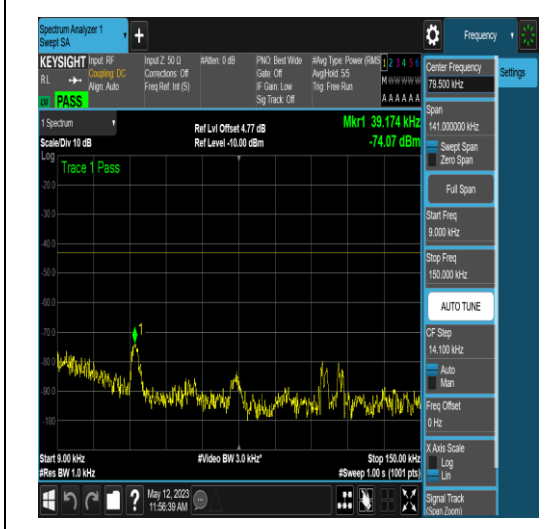 Spectrum Analyzer 1
Swept SA
+
Frequency
KEYSIGHT
Input: RF
Input Z: 50 Ω
#Atten: 0 dB
PNO: Best Wide
#Avg Type: Power (RMS
1 2 3 4 5 6
RL
Coupling: DC
Corrections: Off
Gate: Off
Avg|Hold: 5/5
M W W W W W
Align: Auto
Freq Ref: Int (S)
IF Gain: Low
Trig: Free Run
Sig Track: Off
A A A A A A
PASS
1 Spectrum
Ref Lvl Offset 4.77 dB
Mkr1 39.174 kHz
Scale/Div 10 dB
Ref Level -10.00 dBm
-74.07 dBm
Log
Trace 1 Pass
-20.0
-30.0
-40.0
-50.0
-60.0
-70.0
-80.0
-90.0
-100
1
Start 9.00 kHz
#Video BW 3.0 kHz*
Stop 150.00 kHz
#Res BW 1.0 kHz
#Sweep 1.00 s (1001 pts)
?
May 12, 2023
11:56:39 AM
Center Frequency
79.500 kHz
Settings
Span
141.000000 kHz
Swept Span
Zero Span
Full Span
Start Freq
9.000 kHz
Stop Freq
150.000 kHz
AUTO TUNE
CF Step
14.100 kHz
Auto
Man
Freq Offset
0 Hz
X Axis Scale
Log
Lin
Signal Track
(Span Zoom)